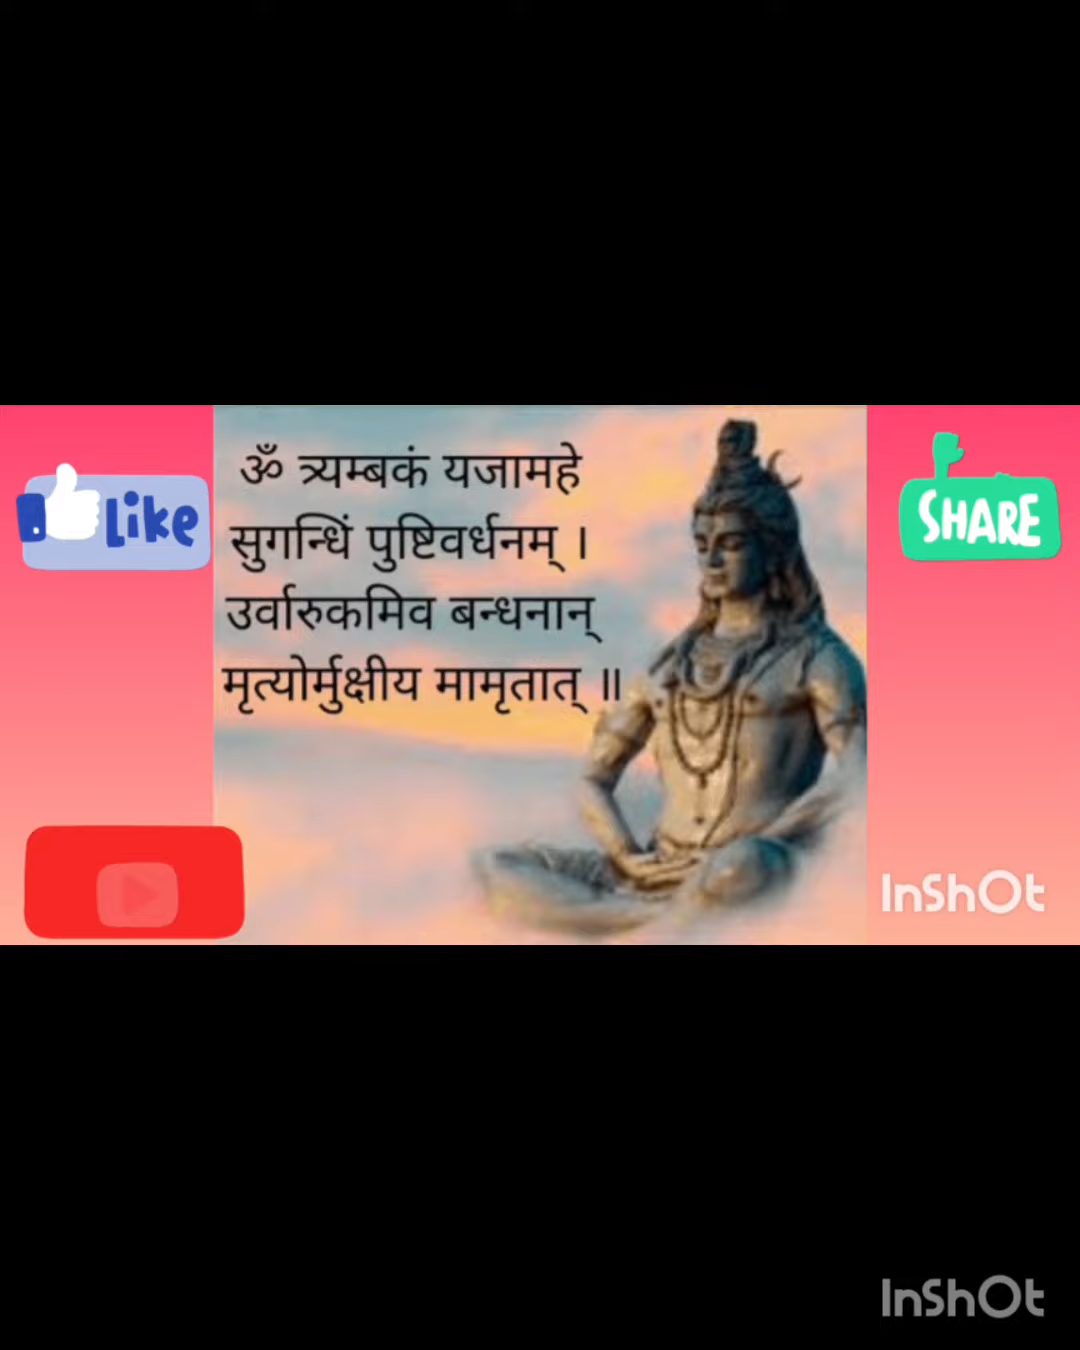 ॐ त्र्यम्बकं यजामहे
सुगन्धिं पुष्टिवर्धनम् ।
उर्वारुकमिव बन्धनान्
मृत्योर्मुक्षीय मामृतात् ॥
Like
SHARE
InShOt
InShOt